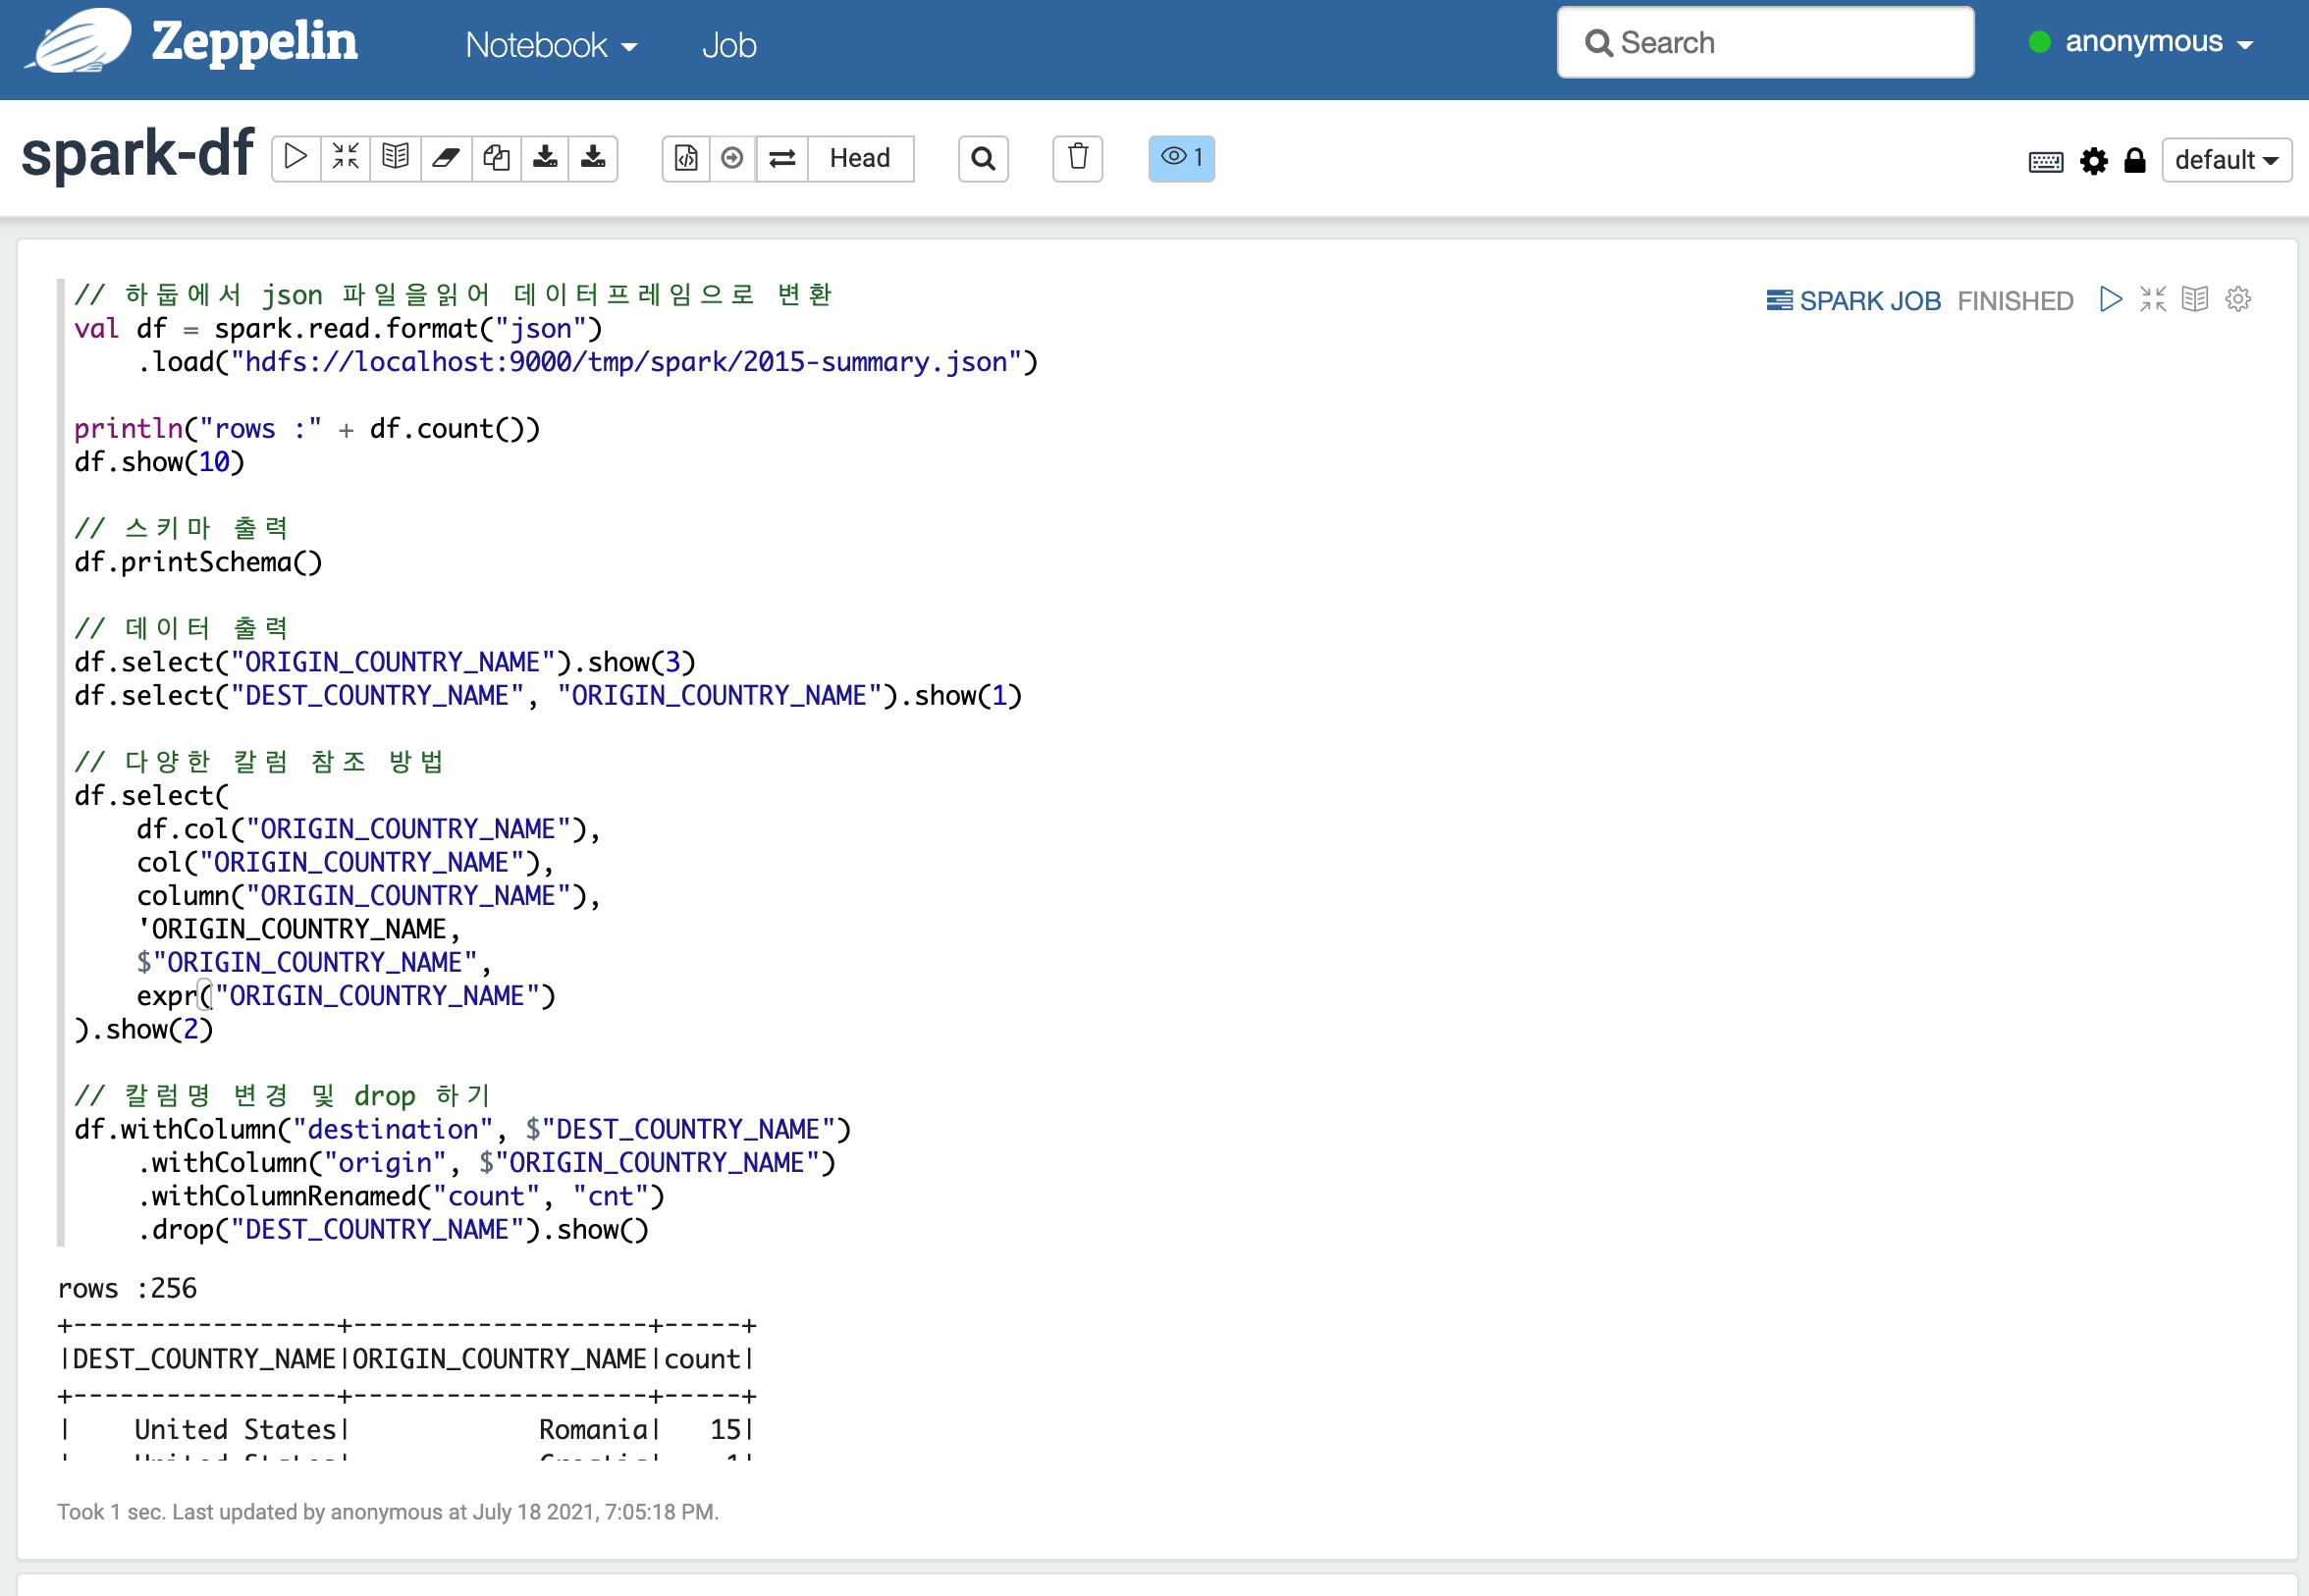 Zeppelin
Notebook
Job
Search
anonymous
spark-df
Head
1
default
// 하둡에서 json 파일을읽어 데이터프레임으로 변환
SPARK JOB FINISHED
val df = spark.read.format("json")
    .load("hdfs://localhost:9000/tmp/spark/2015-summary.json")
println("rows :" + df.count())
df.show(10)
// 스키마 출력
df.printSchema()
// 데이터 출력
df.select("ORIGIN_COUNTRY_NAME").show(3)
df.select("DEST_COUNTRY_NAME", "ORIGIN_COUNTRY_NAME").show(1)
// 다양한 칼럼 참조 방법
df.select(
    df.col("ORIGIN_COUNTRY_NAME"),
    col("ORIGIN_COUNTRY_NAME"),
    column("ORIGIN_COUNTRY_NAME"),
    'ORIGIN_COUNTRY_NAME,
    $"ORIGIN_COUNTRY_NAME",
    expr("ORIGIN_COUNTRY_NAME")
).show(2)
// 칼럼명 변경 및 drop 하기
df.withColumn("destination", $"DEST_COUNTRY_NAME")
    .withColumn("origin", $"ORIGIN_COUNTRY_NAME")
    .withColumnRenamed("count", "cnt")
    .drop("DEST_COUNTRY_NAME").show()
rows :256
+-----------------+-------------------+-----+
|DEST_COUNTRY_NAME|ORIGIN_COUNTRY_NAME|count|
+-----------------+-------------------+-----+
|    United States|            Romania|   15|
Took 1 sec. Last updated by anonymous at July 18 2021, 7:05:18 PM.